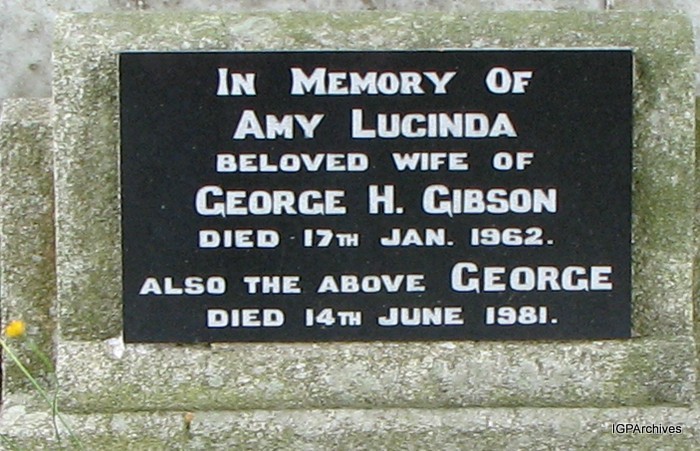 In Memory Of
Amy Lucinda
BELOVED WIFE OF
George H. Gibson
DIED 17TH JAN. 1962.
ALSO THE ABOVE GEORGE
DIED 14TH JUNE 1981.
IGPArchives